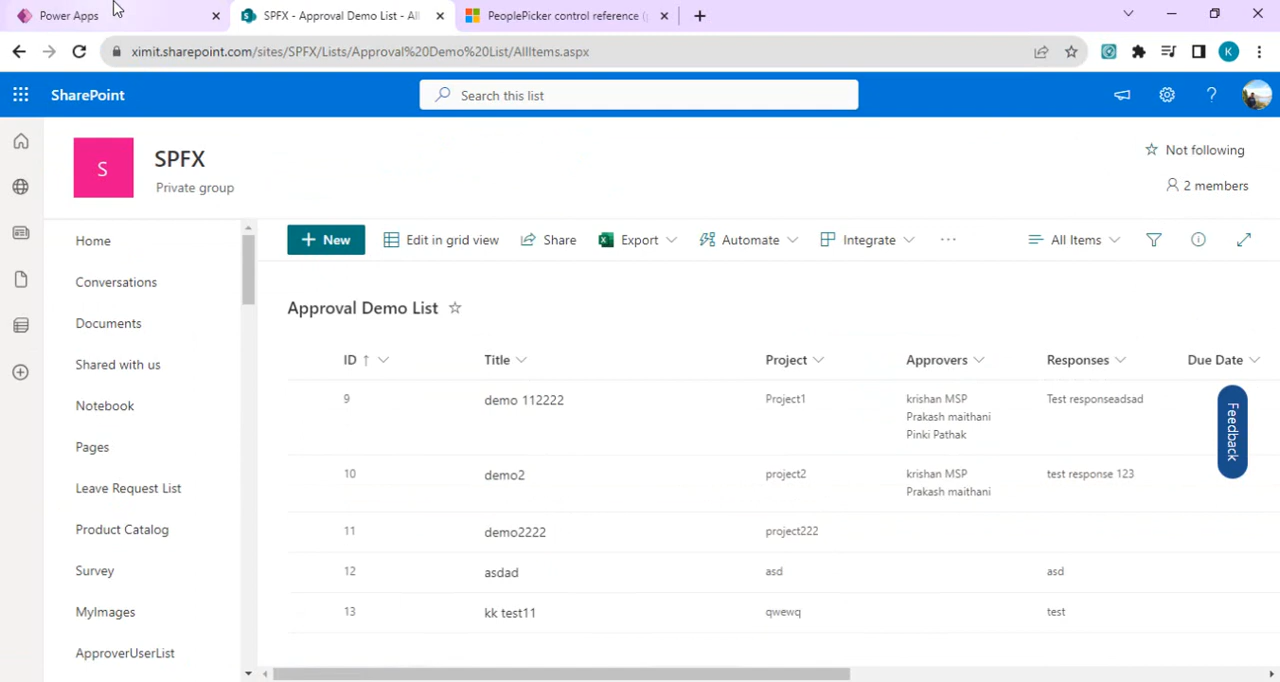 Power Apps
SPFX - Approval Demo List - All
PeoplePicker control reference (
ximit.sharepoint.com/sites/SPFX/Lists/Approval%20Demo%20List/AllItems.aspx
K
SharePoint
Search this list
S
SPFX
Private group
Not following
2 members
Home
Conversations
Documents
Shared with us
Notebook
Pages
Leave Request List
Product Catalog
Survey
MyImages
ApproverUserList
New
Edit in grid view
Share
Export
Automate
Integrate
All Items
Approval Demo List
ID Title Project Approvers Responses Due Date
9 demo 112222 Project1 krishan MSP Test responseadsad
Prakash maithani
Pinki Pathak
10 demo2 project2 krishan MSP test response 123
Prakash maithani
11 demo2222 project222
12 asdad asd asd
13 kk test11 qwewq test
Feedback